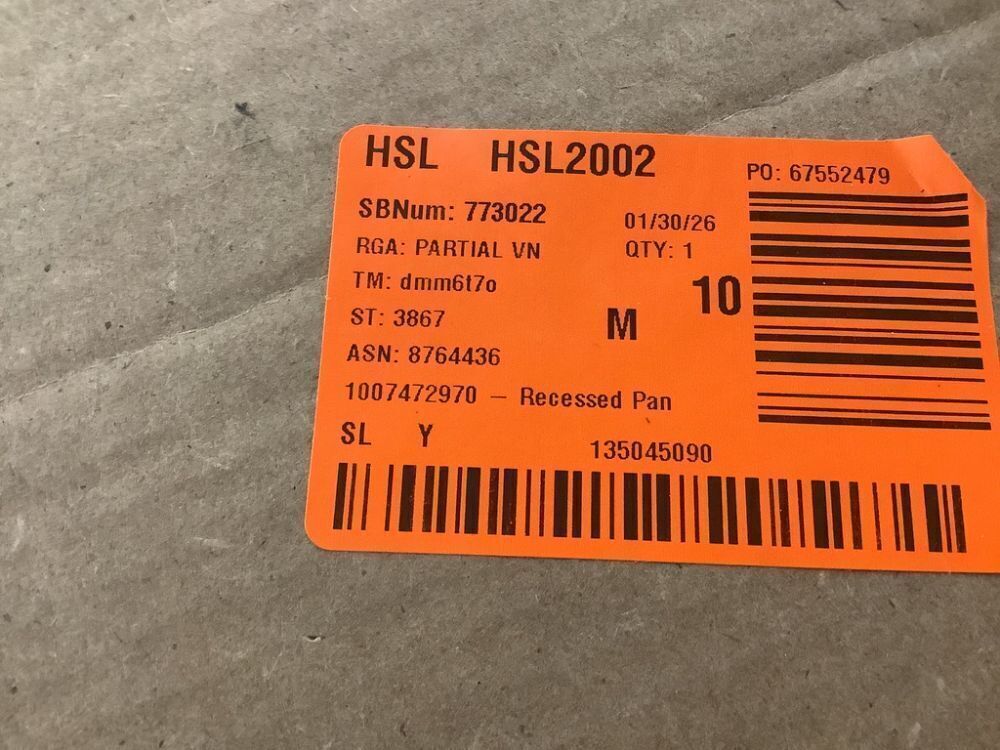 HSL HSL2002
PO: 67552479
SBNum: 773022
01/30/26
RGA: PARTIAL VN
QTY: 1
TM: dmm6t7o
10
ST: 3867
M
ASN: 8764436
1007472970 – Recessed Pan
SL Y
135045090